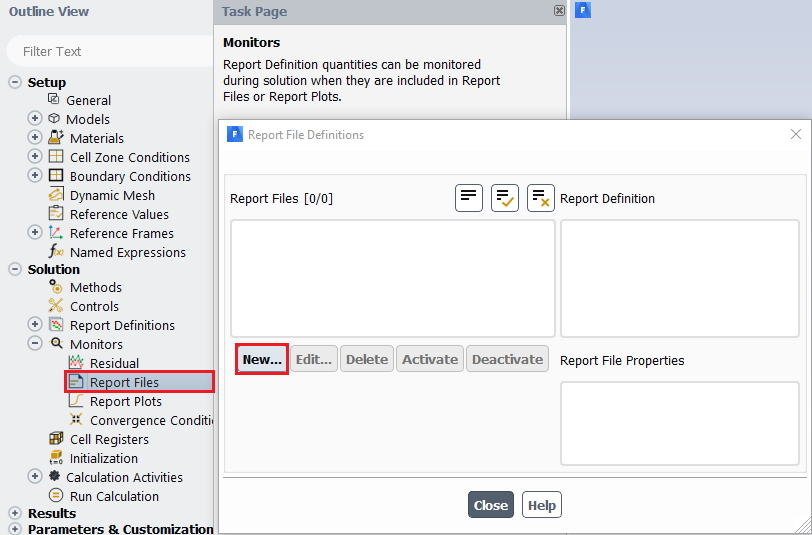 Outline View
Filter Text
Setup
General
Models
Materials
Cell Zone Conditions
Boundary Conditions
Dynamic Mesh
Reference Values
Reference Frames
Named Expressions
Solution
Methods
Controls
Report Definitions
Monitors
Residual
Report Files
Report Plots
Convergence Conditi
Cell Registers
Initialization
Calculation Activities
Run Calculation
Results
Parameters & Customization
Task Page
Monitors
Report Definition quantities can be monitored
during solution when they are included in Report
Files or Report Plots.
Report File Definitions
Report Files [0/0]
Report Definition
New... Edit... Delete Activate Deactivate
Report File Properties
Close Help